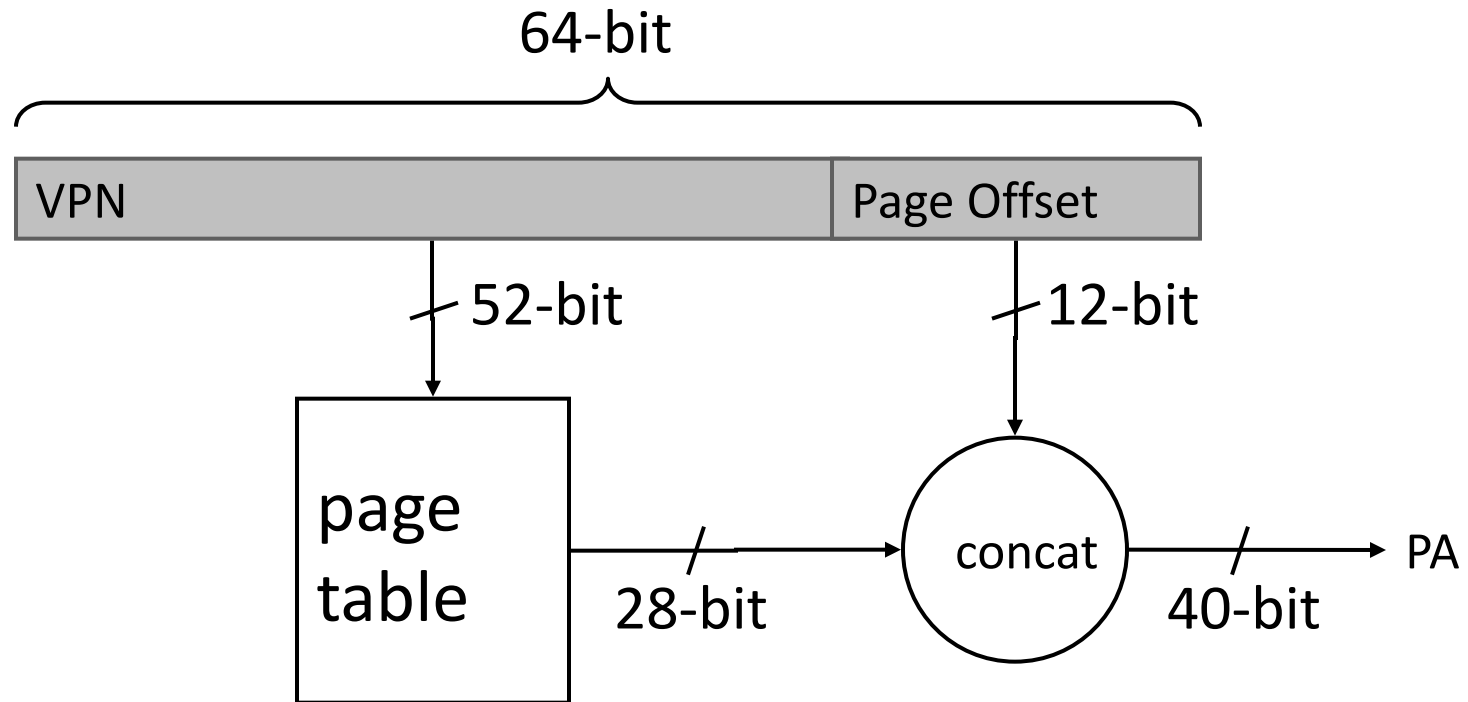 64-bit
VPN
Page Offset
52-bit
12-bit
page
table
28-bit
concat
40-bit
PA